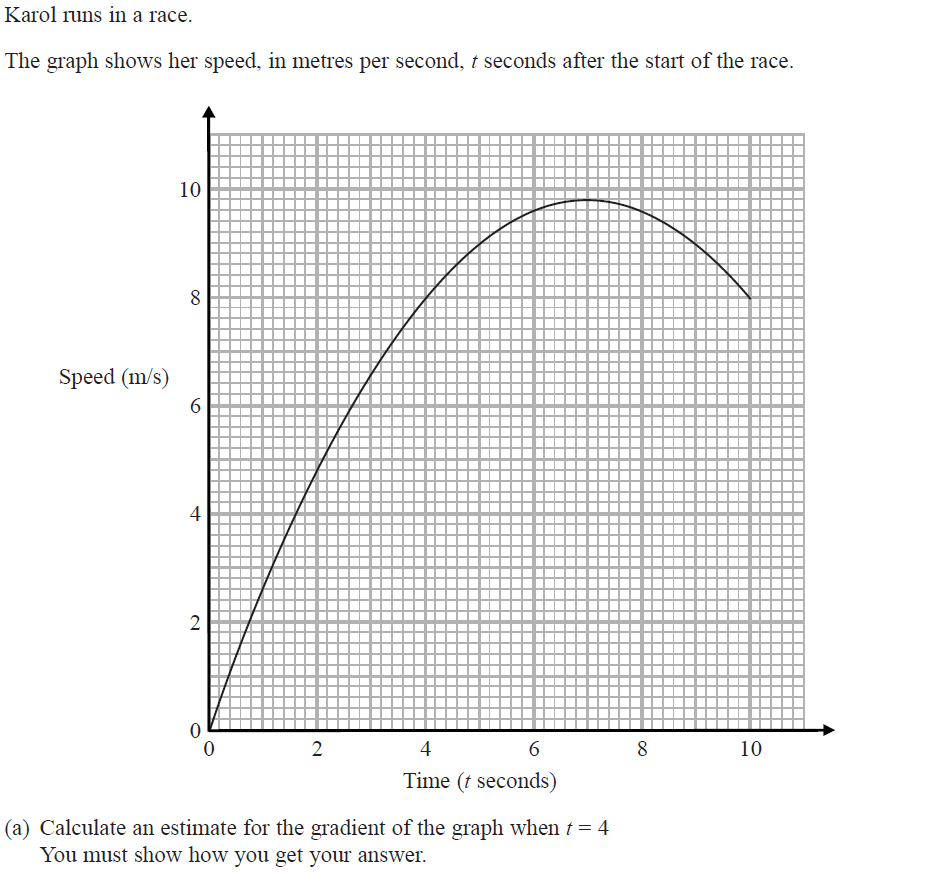 Karol runs in a race.
The graph shows her speed, in metres per second, t seconds after the start of the race.
10
8
Speed (m/s)
6
4
2
0
0 2 4 6 8 10
Time (t seconds)
(a) Calculate an estimate for the gradient of the graph when t = 4
You must show how you get your answer.